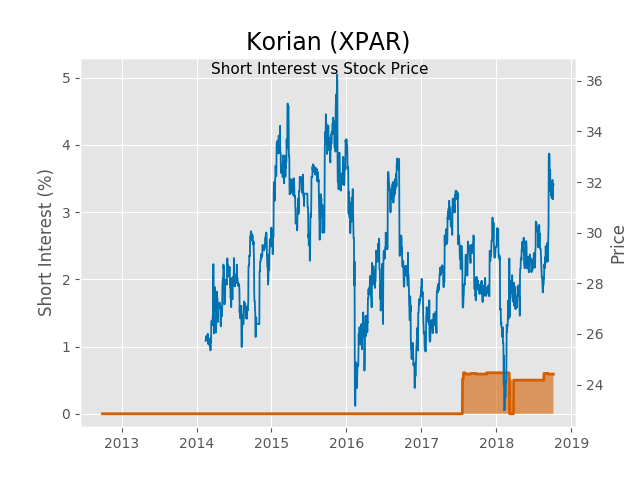 Korian (XPAR)
Short Interest vs Stock Price
Short Interest (%)
5
4
3
2
1
0
36
34
32
30
28
26
24
Price
2013 2014 2015 2016 2017 2018 2019